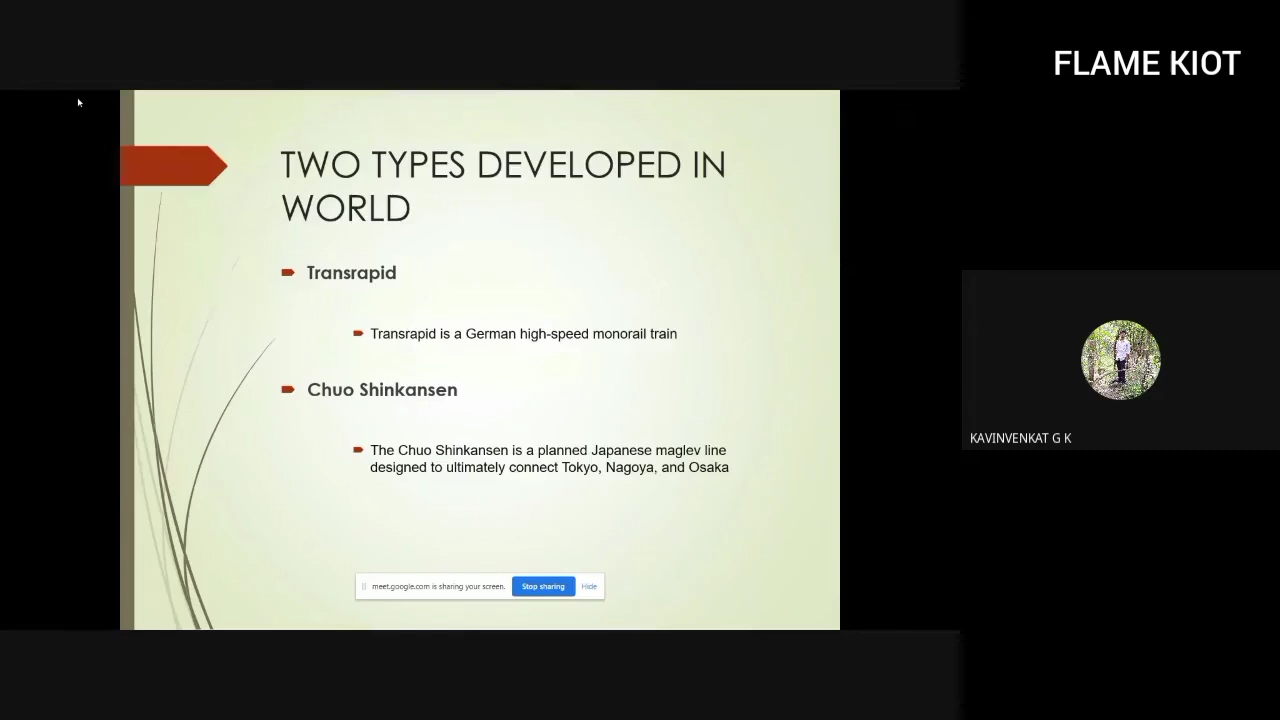 FLAME KIOT
TWO TYPES DEVELOPED IN
WORLD
Transrapid
Transrapid is a German high-speed monorail train
Chuo Shinkansen
The Chuo Shinkansen is a planned Japanese maglev line
designed to ultimately connect Tokyo, Nagoya, and Osaka
meet.google.com is sharing your screen. Stop sharing Hide
KAVINVENKAT G K